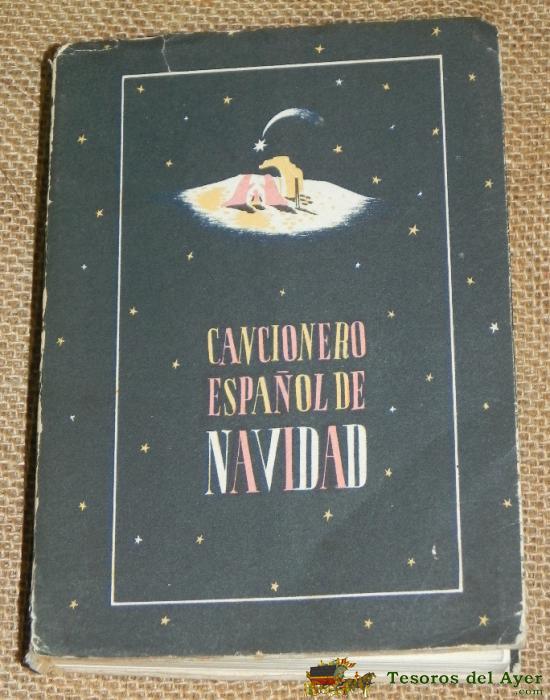 CANCIONERO
ESPAÑOL DE
NAVIDAD
Tesoros del Ayer
.com